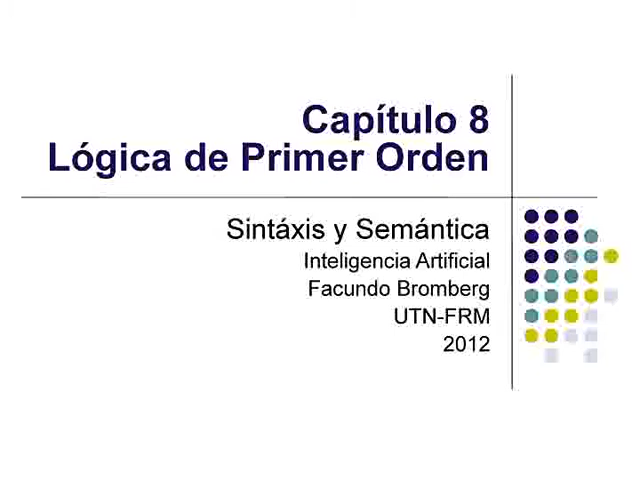 Capítulo 8
Lógica de Primer Orden
Sintáxis y Semántica
Inteligencia Artificial
Facundo Bromberg
UTN-FRM
2012